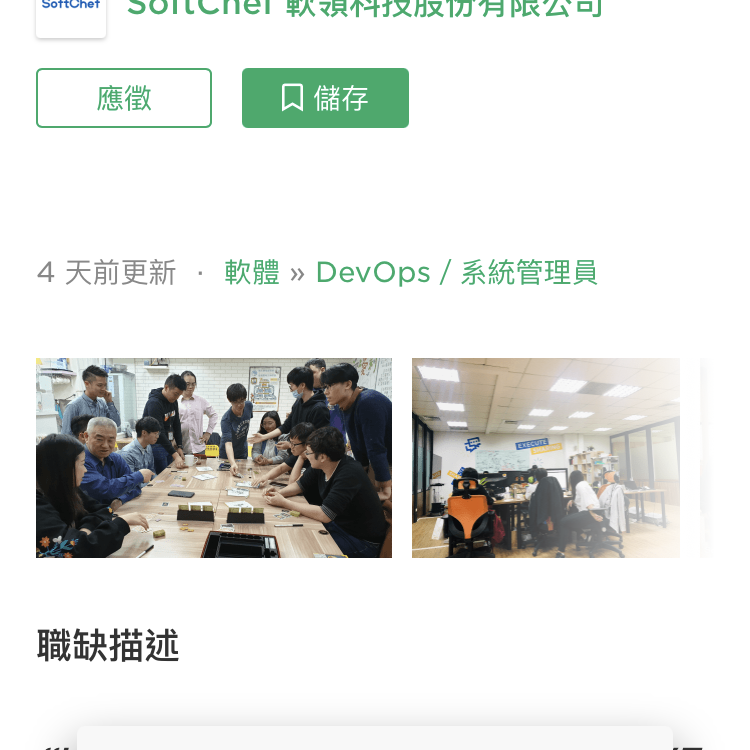 SoftChef
SoftChef 軟領科技股份有限公司
應徵
儲存
4 天前更新 · 軟體 » DevOps / 系統管理員
EXECUTE
職缺描述